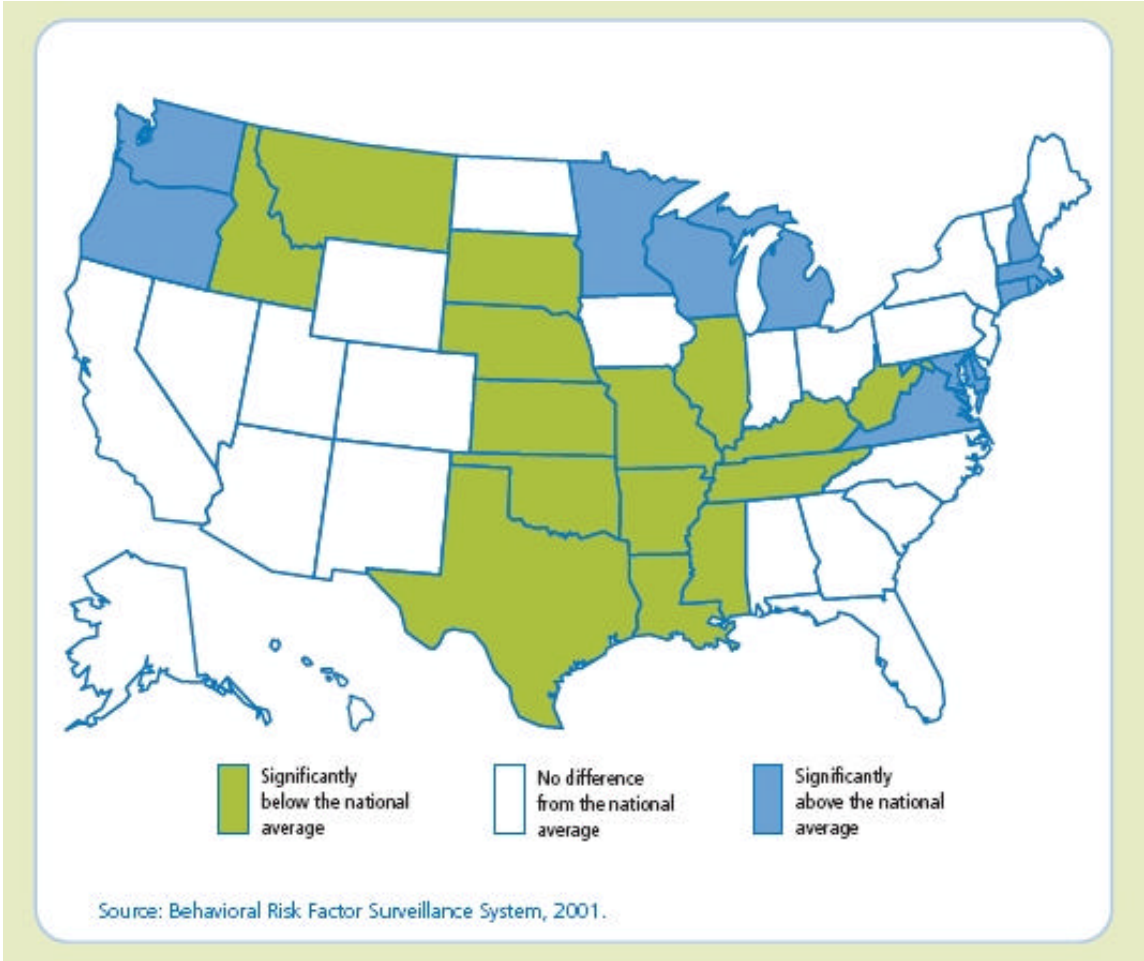 Significantly
below the national
average
No difference
from the national
average
Significantly
above the national
average
Source: Behavioral Risk Factor Surveillance System, 2001.